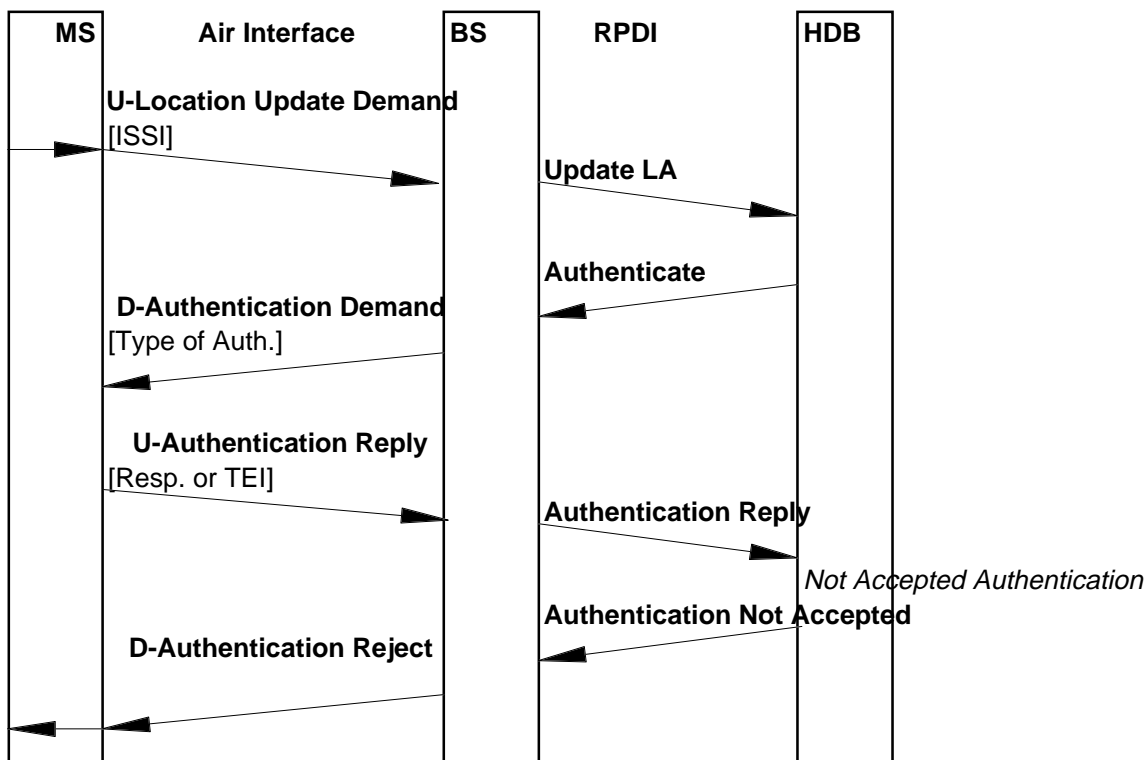 MS Air Interface BS RPDI HDB
U-Location Update Demand
[ISSI]
Update LA
Authenticate
D-Authentication Demand
[Type of Auth.]
U-Authentication Reply
[Resp. or TEI]
Authentication Reply
Not Accepted Authentication
Authentication Not Accepted
D-Authentication Reject